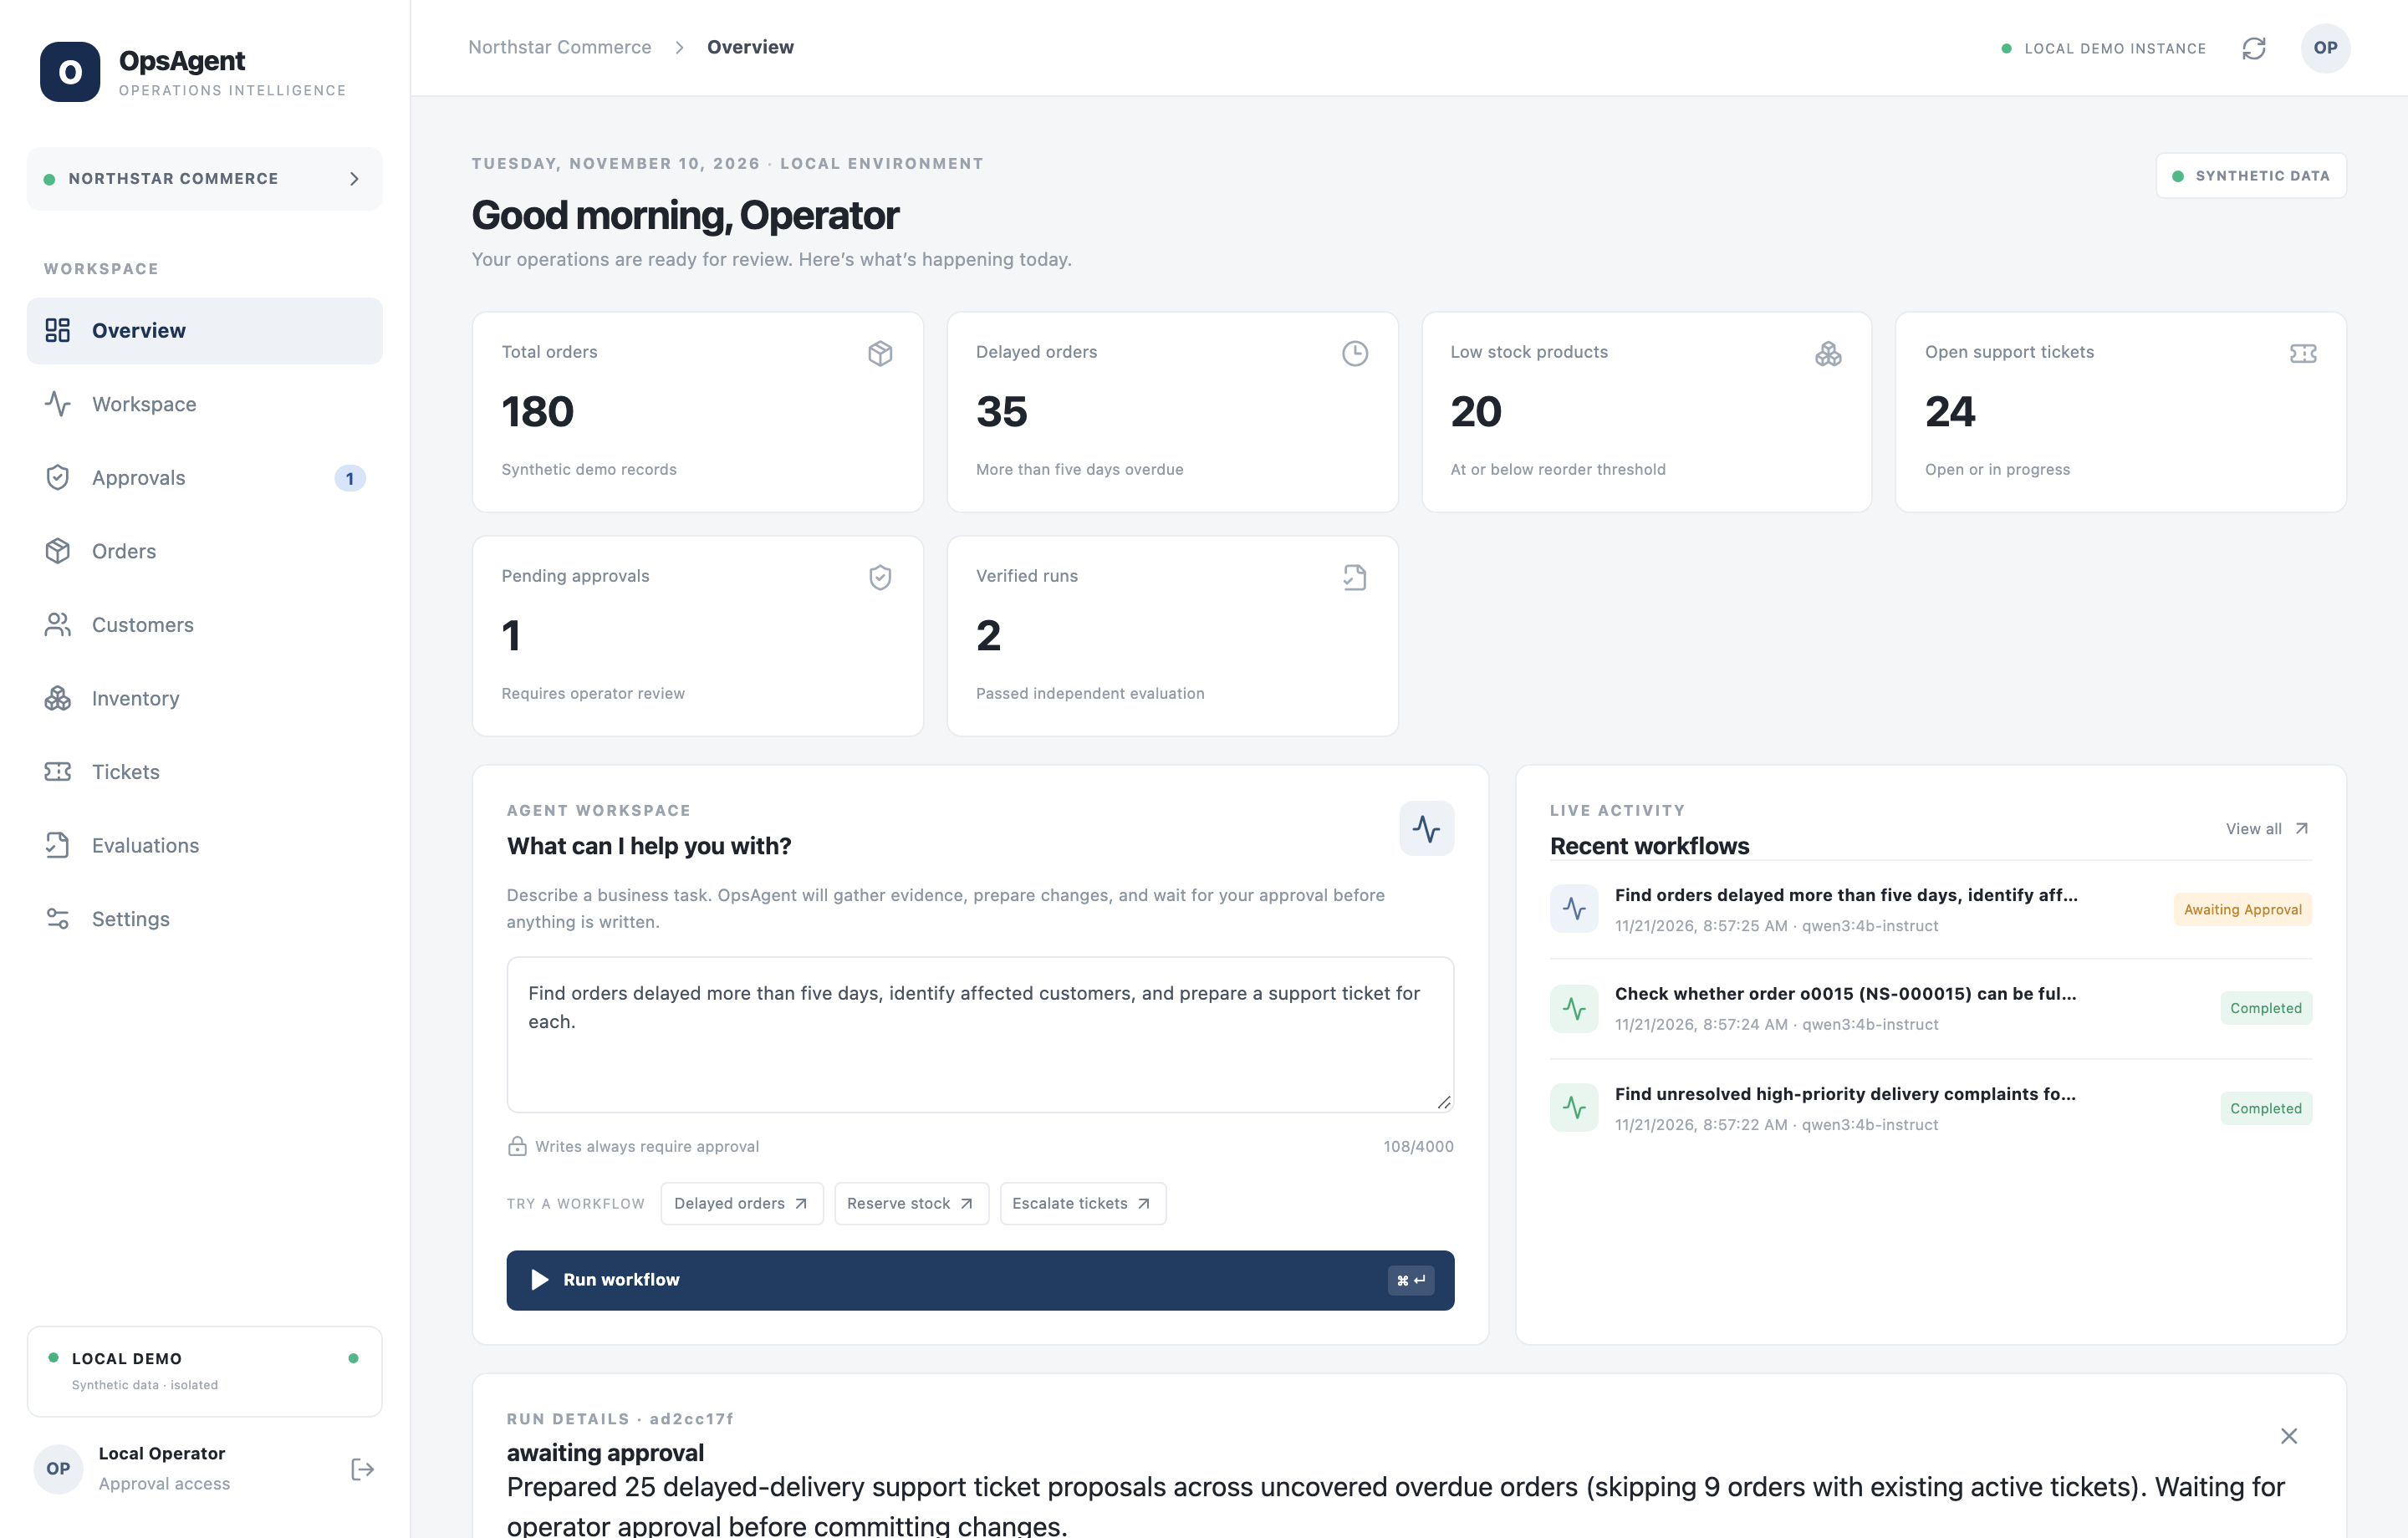 O
OpsAgent
OPERATIONS INTELLIGENCE
NORTHSTAR COMMERCE
WORKSPACE
Overview
Workspace
Approvals 1
Orders
Customers
Inventory
Tickets
Evaluations
Settings
LOCAL DEMO
Synthetic data · isolated
OP
Local Operator
Approval access
Northstar Commerce > Overview
LOCAL DEMO INSTANCE
OP
TUESDAY, NOVEMBER 10, 2026 · LOCAL ENVIRONMENT
SYNTHETIC DATA
Good morning, Operator
Your operations are ready for review. Here’s what’s happening today.
Total orders
180
Synthetic demo records
Delayed orders
35
More than five days overdue
Low stock products
20
At or below reorder threshold
Open support tickets
24
Open or in progress
Pending approvals
1
Requires operator review
Verified runs
2
Passed independent evaluation
AGENT WORKSPACE
What can I help you with?
Describe a business task. OpsAgent will gather evidence, prepare changes, and wait for your approval before
anything is written.
Find orders delayed more than five days, identify affected customers, and prepare a support ticket for
each.
Writes always require approval
108/4000
TRY A WORKFLOW
Delayed orders
Reserve stock
Escalate tickets
Run workflow
⌘ ↵
LIVE ACTIVITY
Recent workflows
View all
Find orders delayed more than five days, identify aff...
11/21/2026, 8:57:25 AM · qwen3:4b-instruct
Awaiting Approval
Check whether order o0015 (NS-000015) can be ful...
11/21/2026, 8:57:24 AM · qwen3:4b-instruct
Completed
Find unresolved high-priority delivery complaints fo...
11/21/2026, 8:57:22 AM · qwen3:4b-instruct
Completed
RUN DETAILS · ad2cc17f
awaiting approval
Prepared 25 delayed-delivery support ticket proposals across uncovered overdue orders (skipping 9 orders with existing active tickets). Waiting for
operator approval before committing changes.